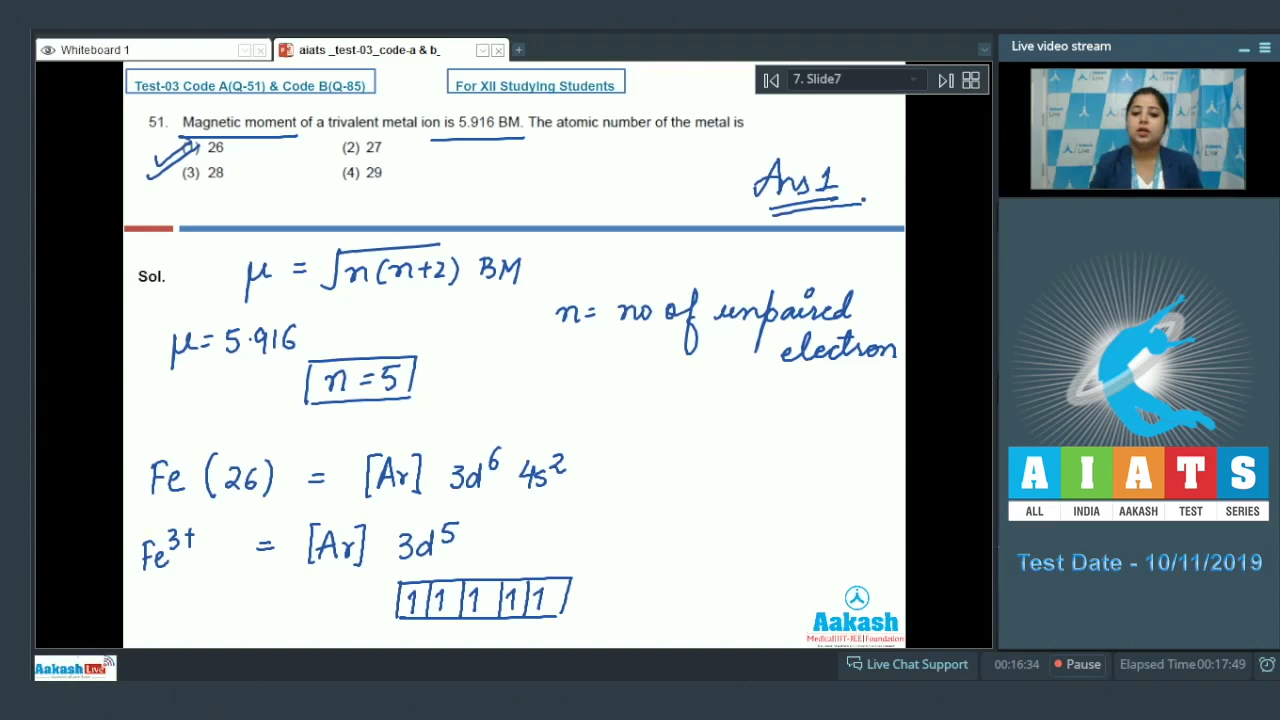 Whiteboard 1
aiats _test-03_code-a & b_
Live video stream
Test-03 Code A(Q-51) & Code B(Q-85)
For XII Studying Students
7. Slide7
51. Magnetic moment of a trivalent metal ion is 5.916 BM. The atomic number of the metal is
(1) 26 (2) 27
(3) 28 (4) 29
Ans 1
Sol. μ = √n(n+2) BM
n = no of unpaired
electron
μ = 5.916
n = 5
Fe (26) = [Ar] 3d⁶ 4s²
Fe³⁺ = [Ar] 3d⁵
1 1 1 1 1
A I A T S
ALL INDIA AAKASH TEST SERIES
Test Date - 10/11/2019
Aakash
Medical|IIT-JEE|Foundation
Aakash Live
Live Chat Support
00:16:34
Pause
Elapsed Time 00:17:49